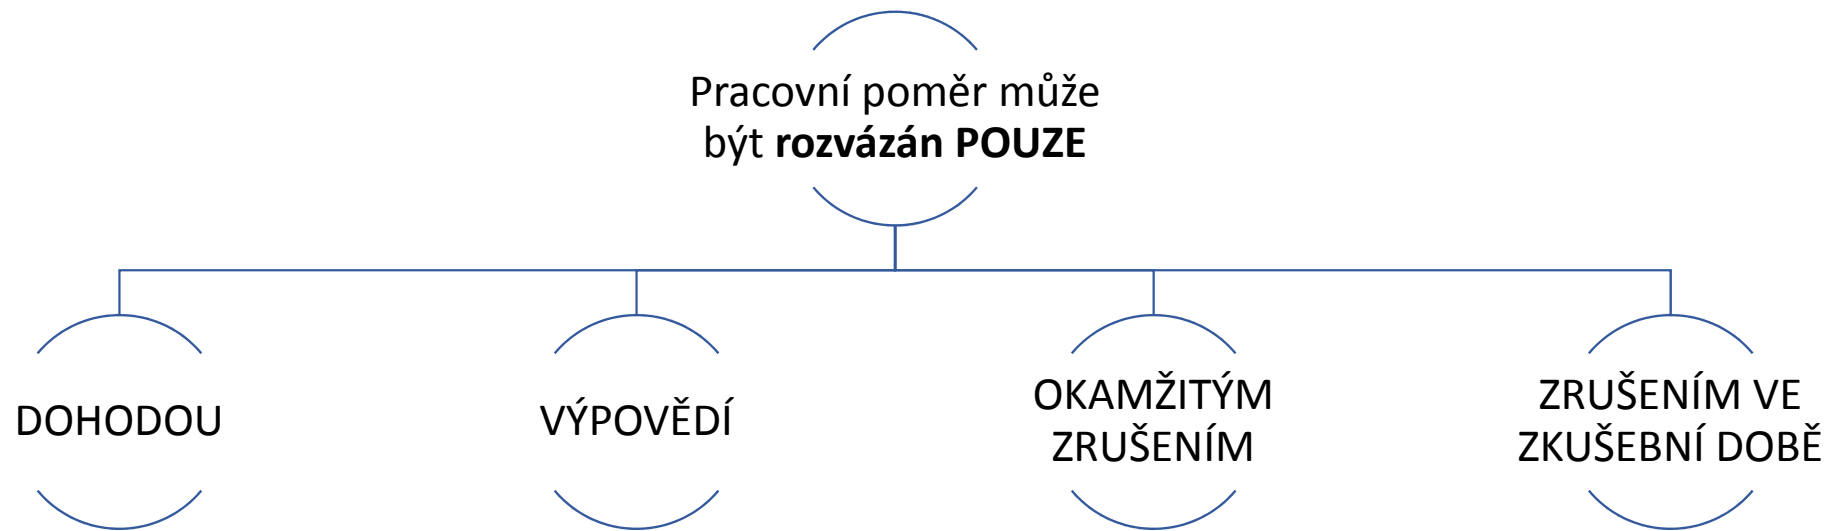 Pracovní poměr může
být rozvázán POUZE
DOHODOU
VÝPOVĚDÍ
OKAMŽITÝM
ZRUŠENÍM
ZRUŠENÍM VE
ZKUŠEBNÍ DOBĚ